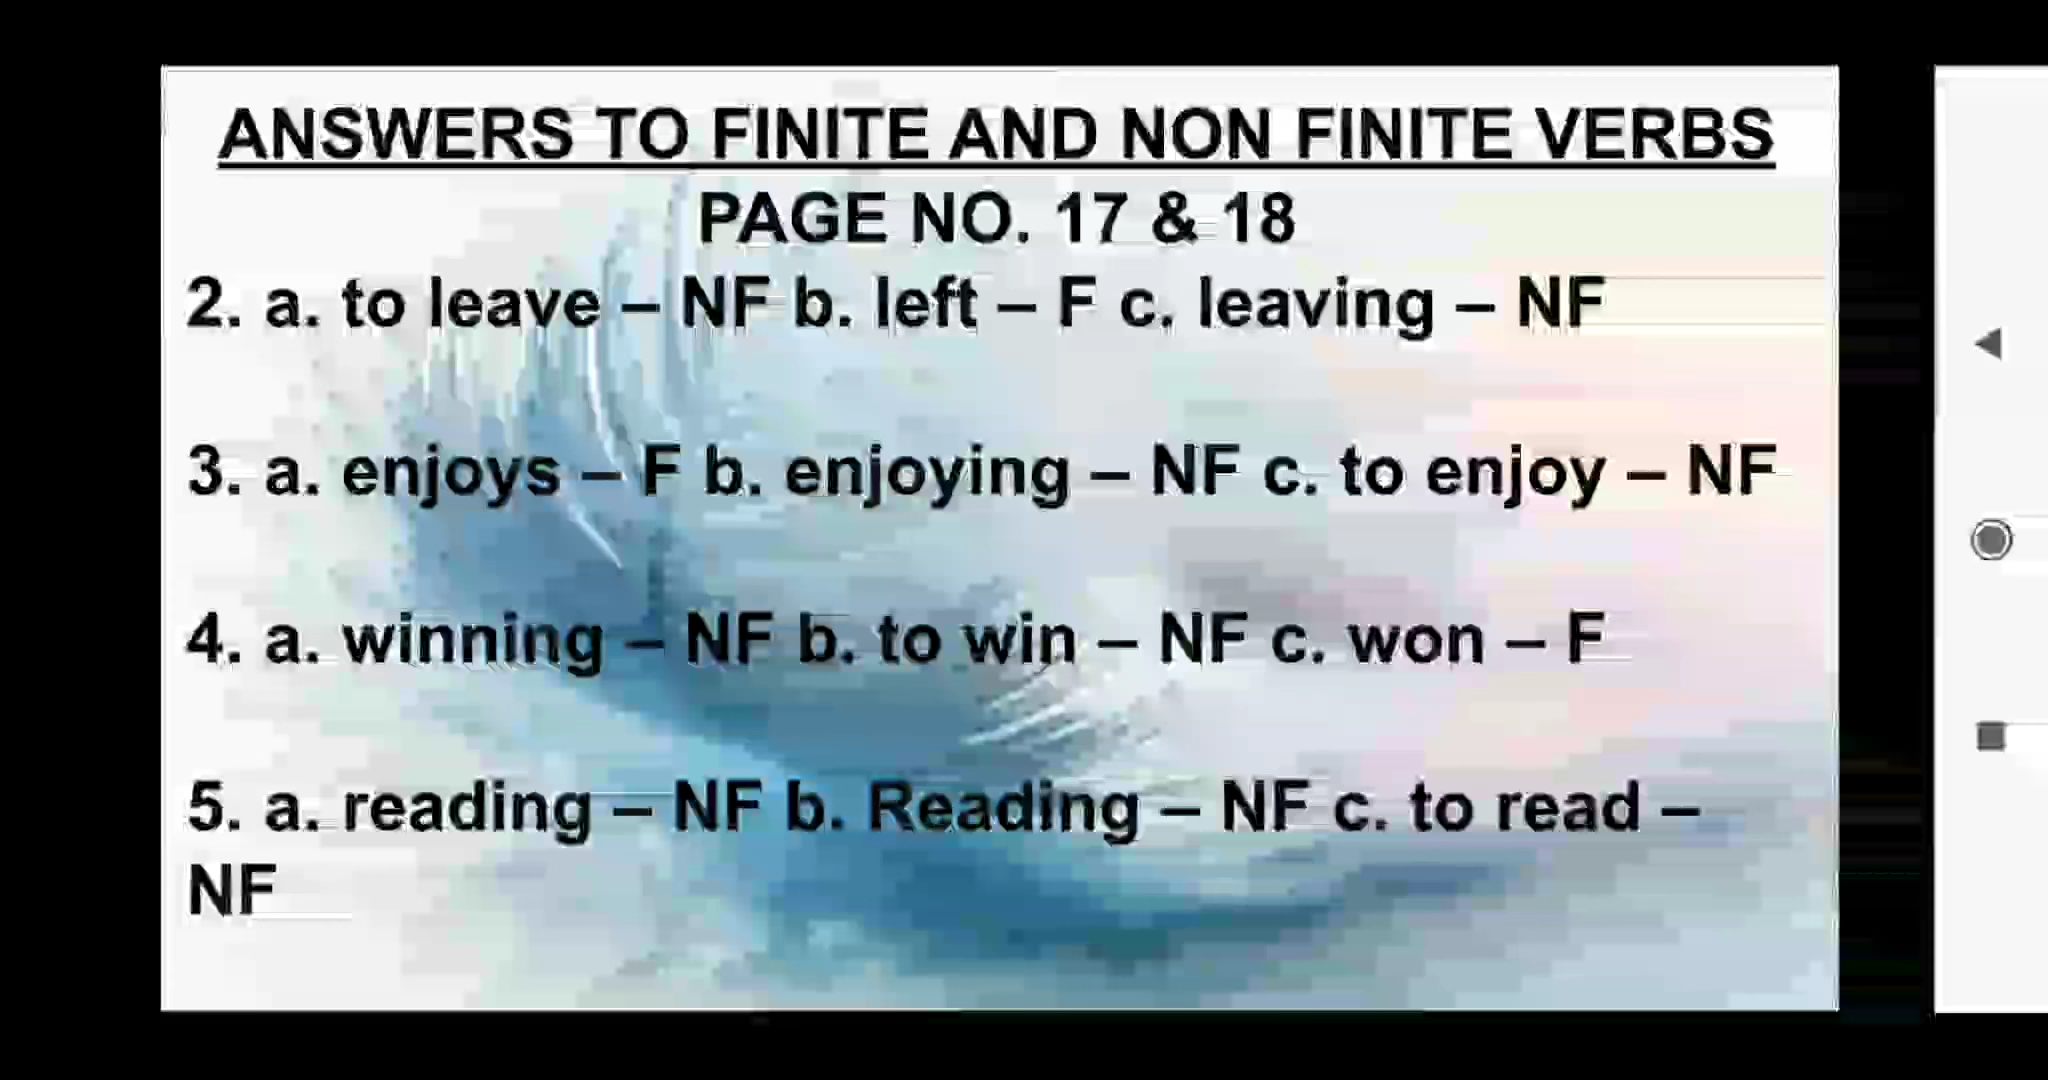 ANSWERS TO FINITE AND NON FINITE VERBS
PAGE NO. 17 & 18
2. a. to leave – NF b. left – F c. leaving – NF
3. a. enjoys – F b. enjoying – NF c. to enjoy – NF
4. a. winning – NF b. to win – NF c. won – F
5. a. reading – NF b. Reading – NF c. to read –
NF